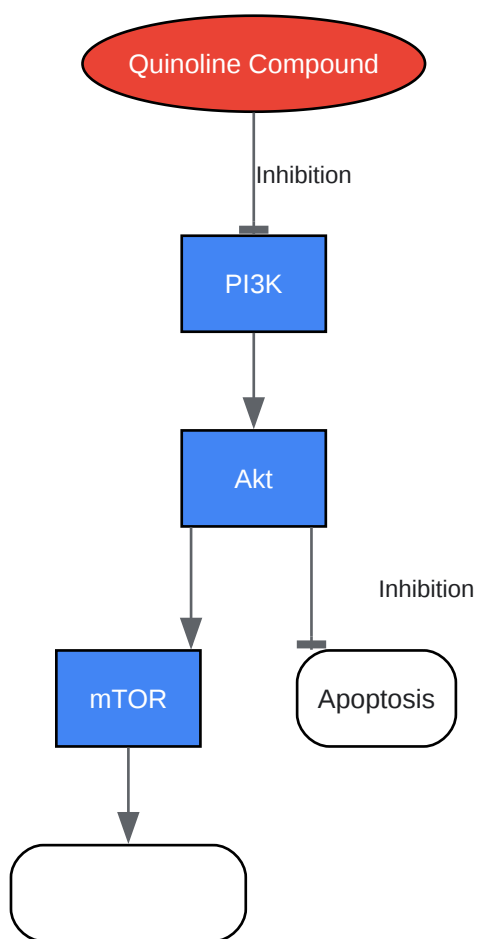 Quinoline Compound
Inhibition
PI3K
Akt
Inhibition
mTOR
Apoptosis